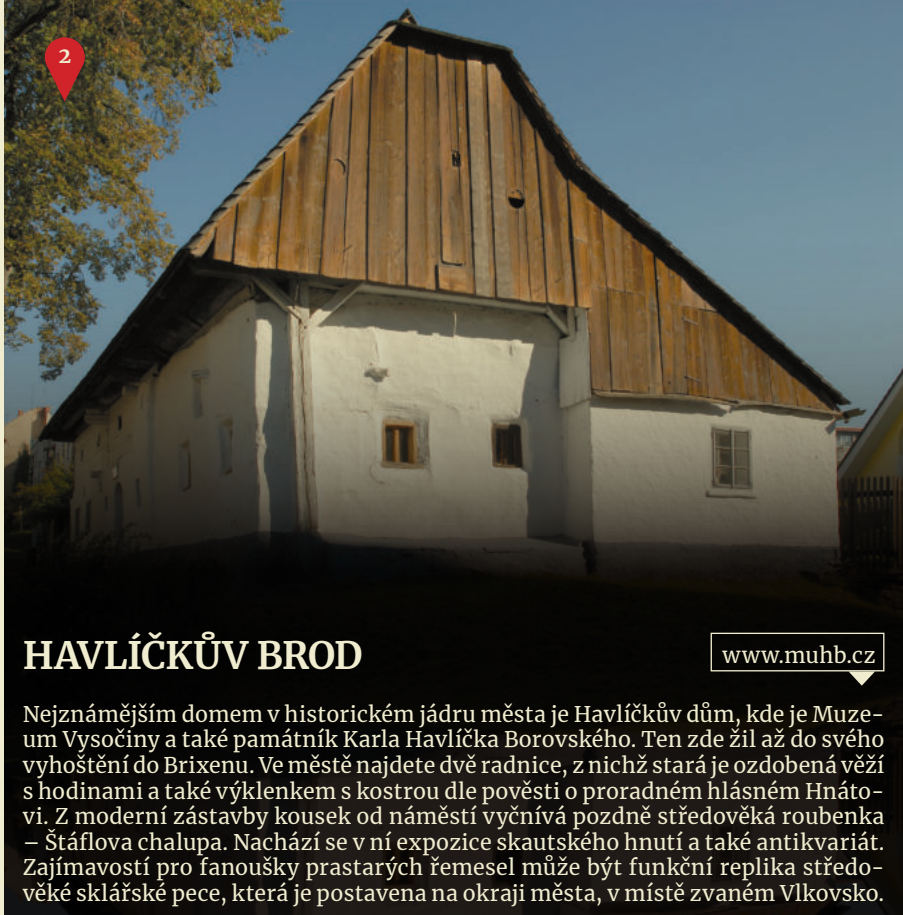 2
HAVLÍČKŮV BROD
www.muhb.cz
Nejznámějším domem v historickém jádru města je Havlíčkův dům, kde je Muze-
um Vysočiny a také památník Karla Havlíčka Borovského. Ten zde žil až do svého
vyhoštění do Brixenu. Ve městě najdete dvě radnice, z nichž stará je ozdobená věží
s hodinami a také výklenkem s kostrou dle pověsti o proradném hlásném Hnáto-
vi. Z moderní zástavby kousek od náměstí vyčnívá pozdně středověká roubenka
– Štáflova chalupa. Nachází se v ní expozice skautského hnutí a také antikvariát.
Zajímavostí pro fanoušky prastarých řemesel může být funkční replika středo-
věké sklářské pece, která je postavena na okraji města, v místě zvaném Vlkovsko.